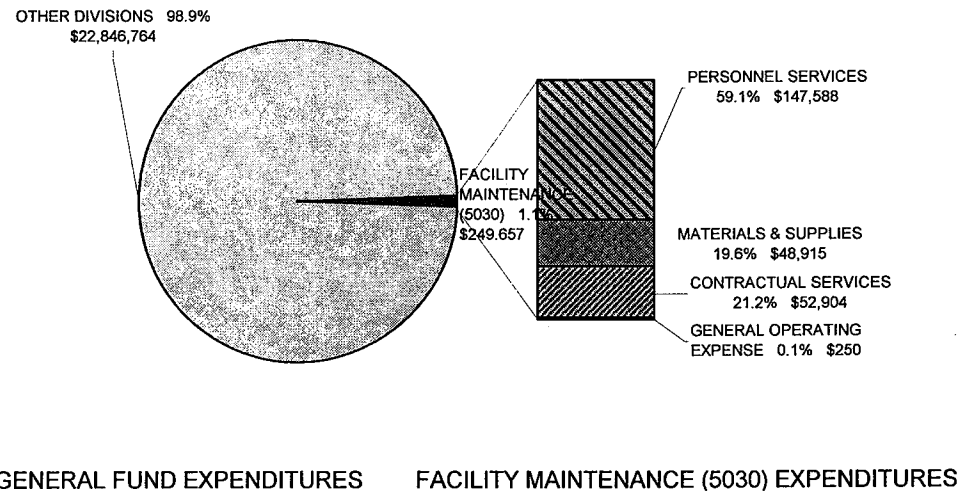 OTHER DIVISIONS 98.9%
$22,846,764
FACILITY
MAINTENANCE
(5030) 1.1%
$249.657
PERSONNEL SERVICES
59.1% $147,588
MATERIALS & SUPPLIES
19.6% $48,915
CONTRACTUAL SERVICES
21.2% $52,904
GENERAL OPERATING
EXPENSE 0.1% $250
GENERAL FUND EXPENDITURES
FACILITY MAINTENANCE (5030) EXPENDITURES